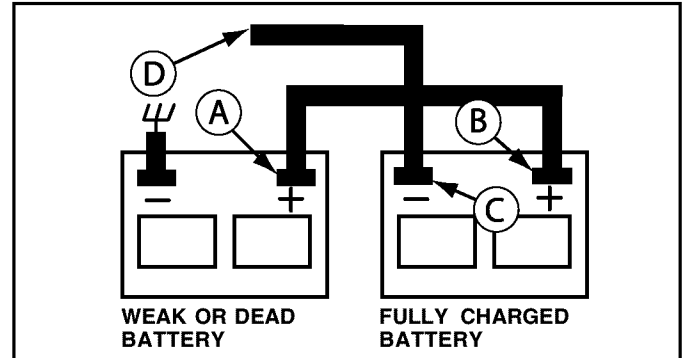 D
A
B
C
− +
− +
WEAK OR DEAD
BATTERY
FULLY CHARGED
BATTERY